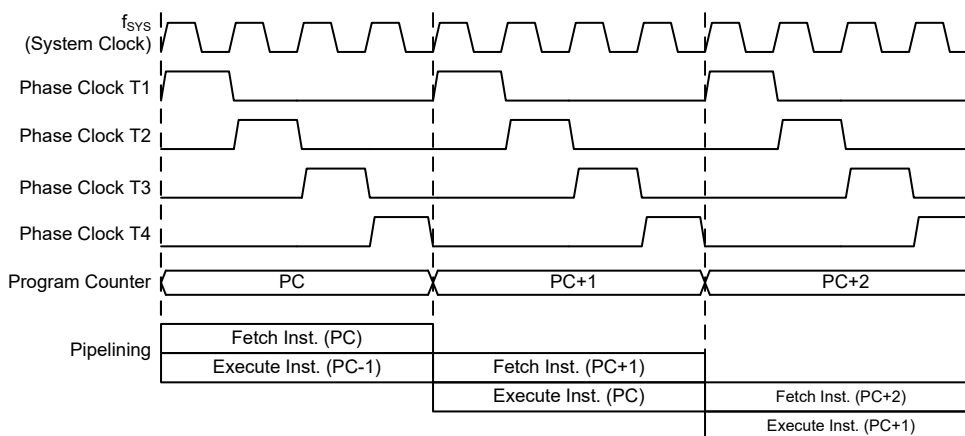 fSYS
(System Clock)
Phase Clock T1
Phase Clock T2
Phase Clock T3
Phase Clock T4
Program Counter PC PC+1 PC+2
Pipelining
Fetch Inst. (PC)
Execute Inst. (PC-1) Fetch Inst. (PC+1)
Execute Inst. (PC) Fetch Inst. (PC+2)
Execute Inst. (PC+1)